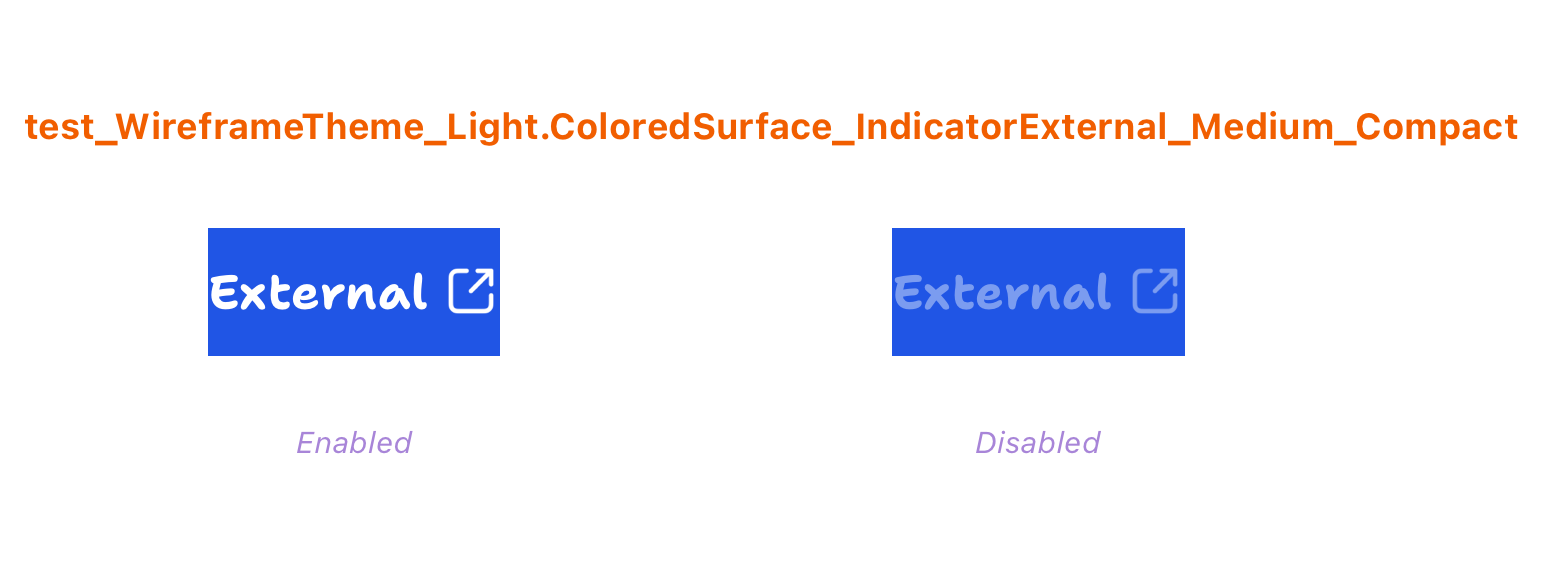 test_WireframeTheme_Light.ColoredSurface_IndicatorExternal_Medium_Compact
External External
Enabled Disabled